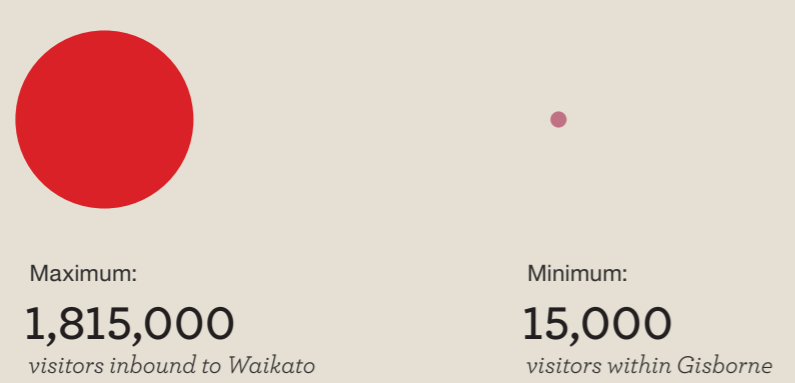 Maximum:
1,815,000
visitors inbound to Waikato
Minimum:
15,000
visitors within Gisborne